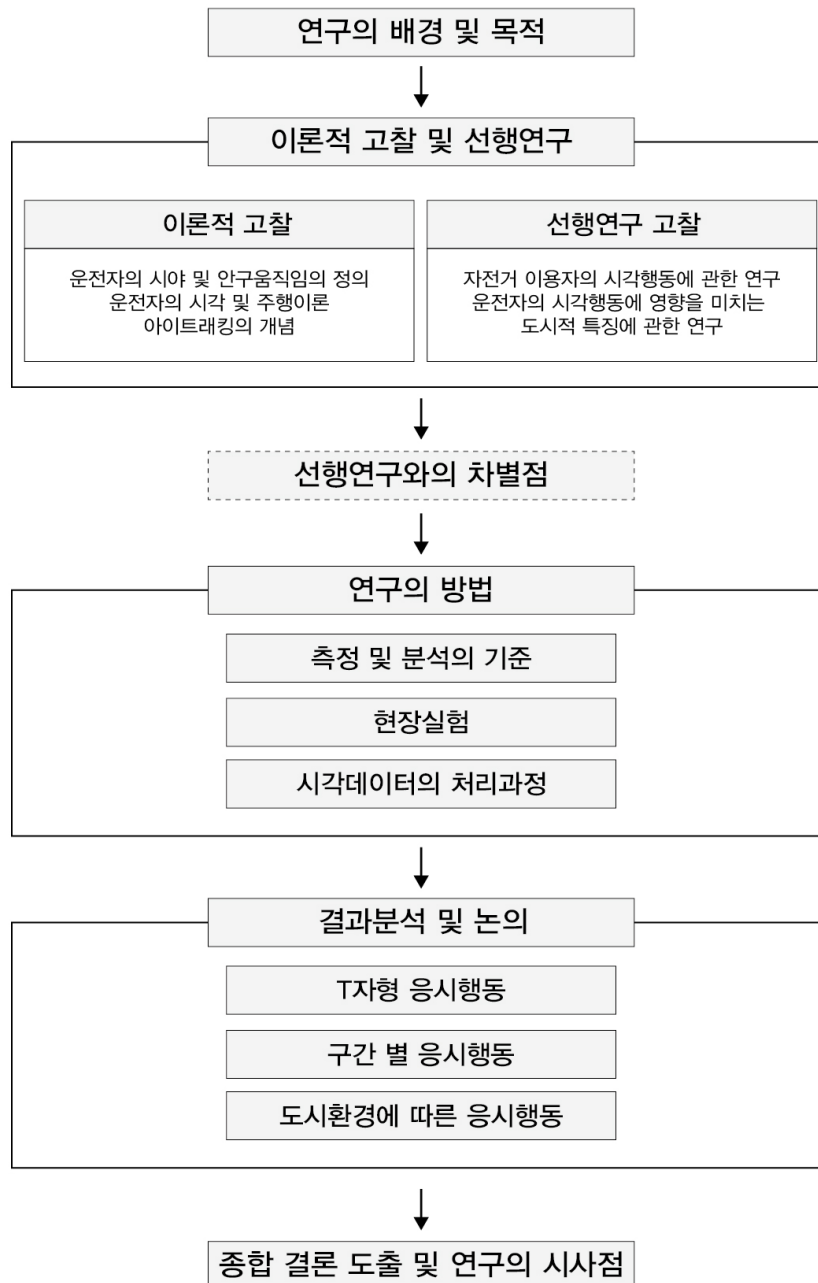 연구의 배경 및 목적
이론적 고찰 및 선행연구
이론적 고찰
운전자의 시야 및 안구움직임의 정의
운전자의 시각 및 주행이론
아이트래킹의 개념
선행연구 고찰
자전거 이용자의 시각행동에 관한 연구
운전자의 시각행동에 영향을 미치는
도시적 특징에 관한 연구
선행연구와의 차별점
연구의 방법
측정 및 분석의 기준
현장실험
시각데이터의 처리과정
결과분석 및 논의
T자형 응시행동
구간 별 응시행동
도시환경에 따른 응시행동
종합 결론 도출 및 연구의 시사점